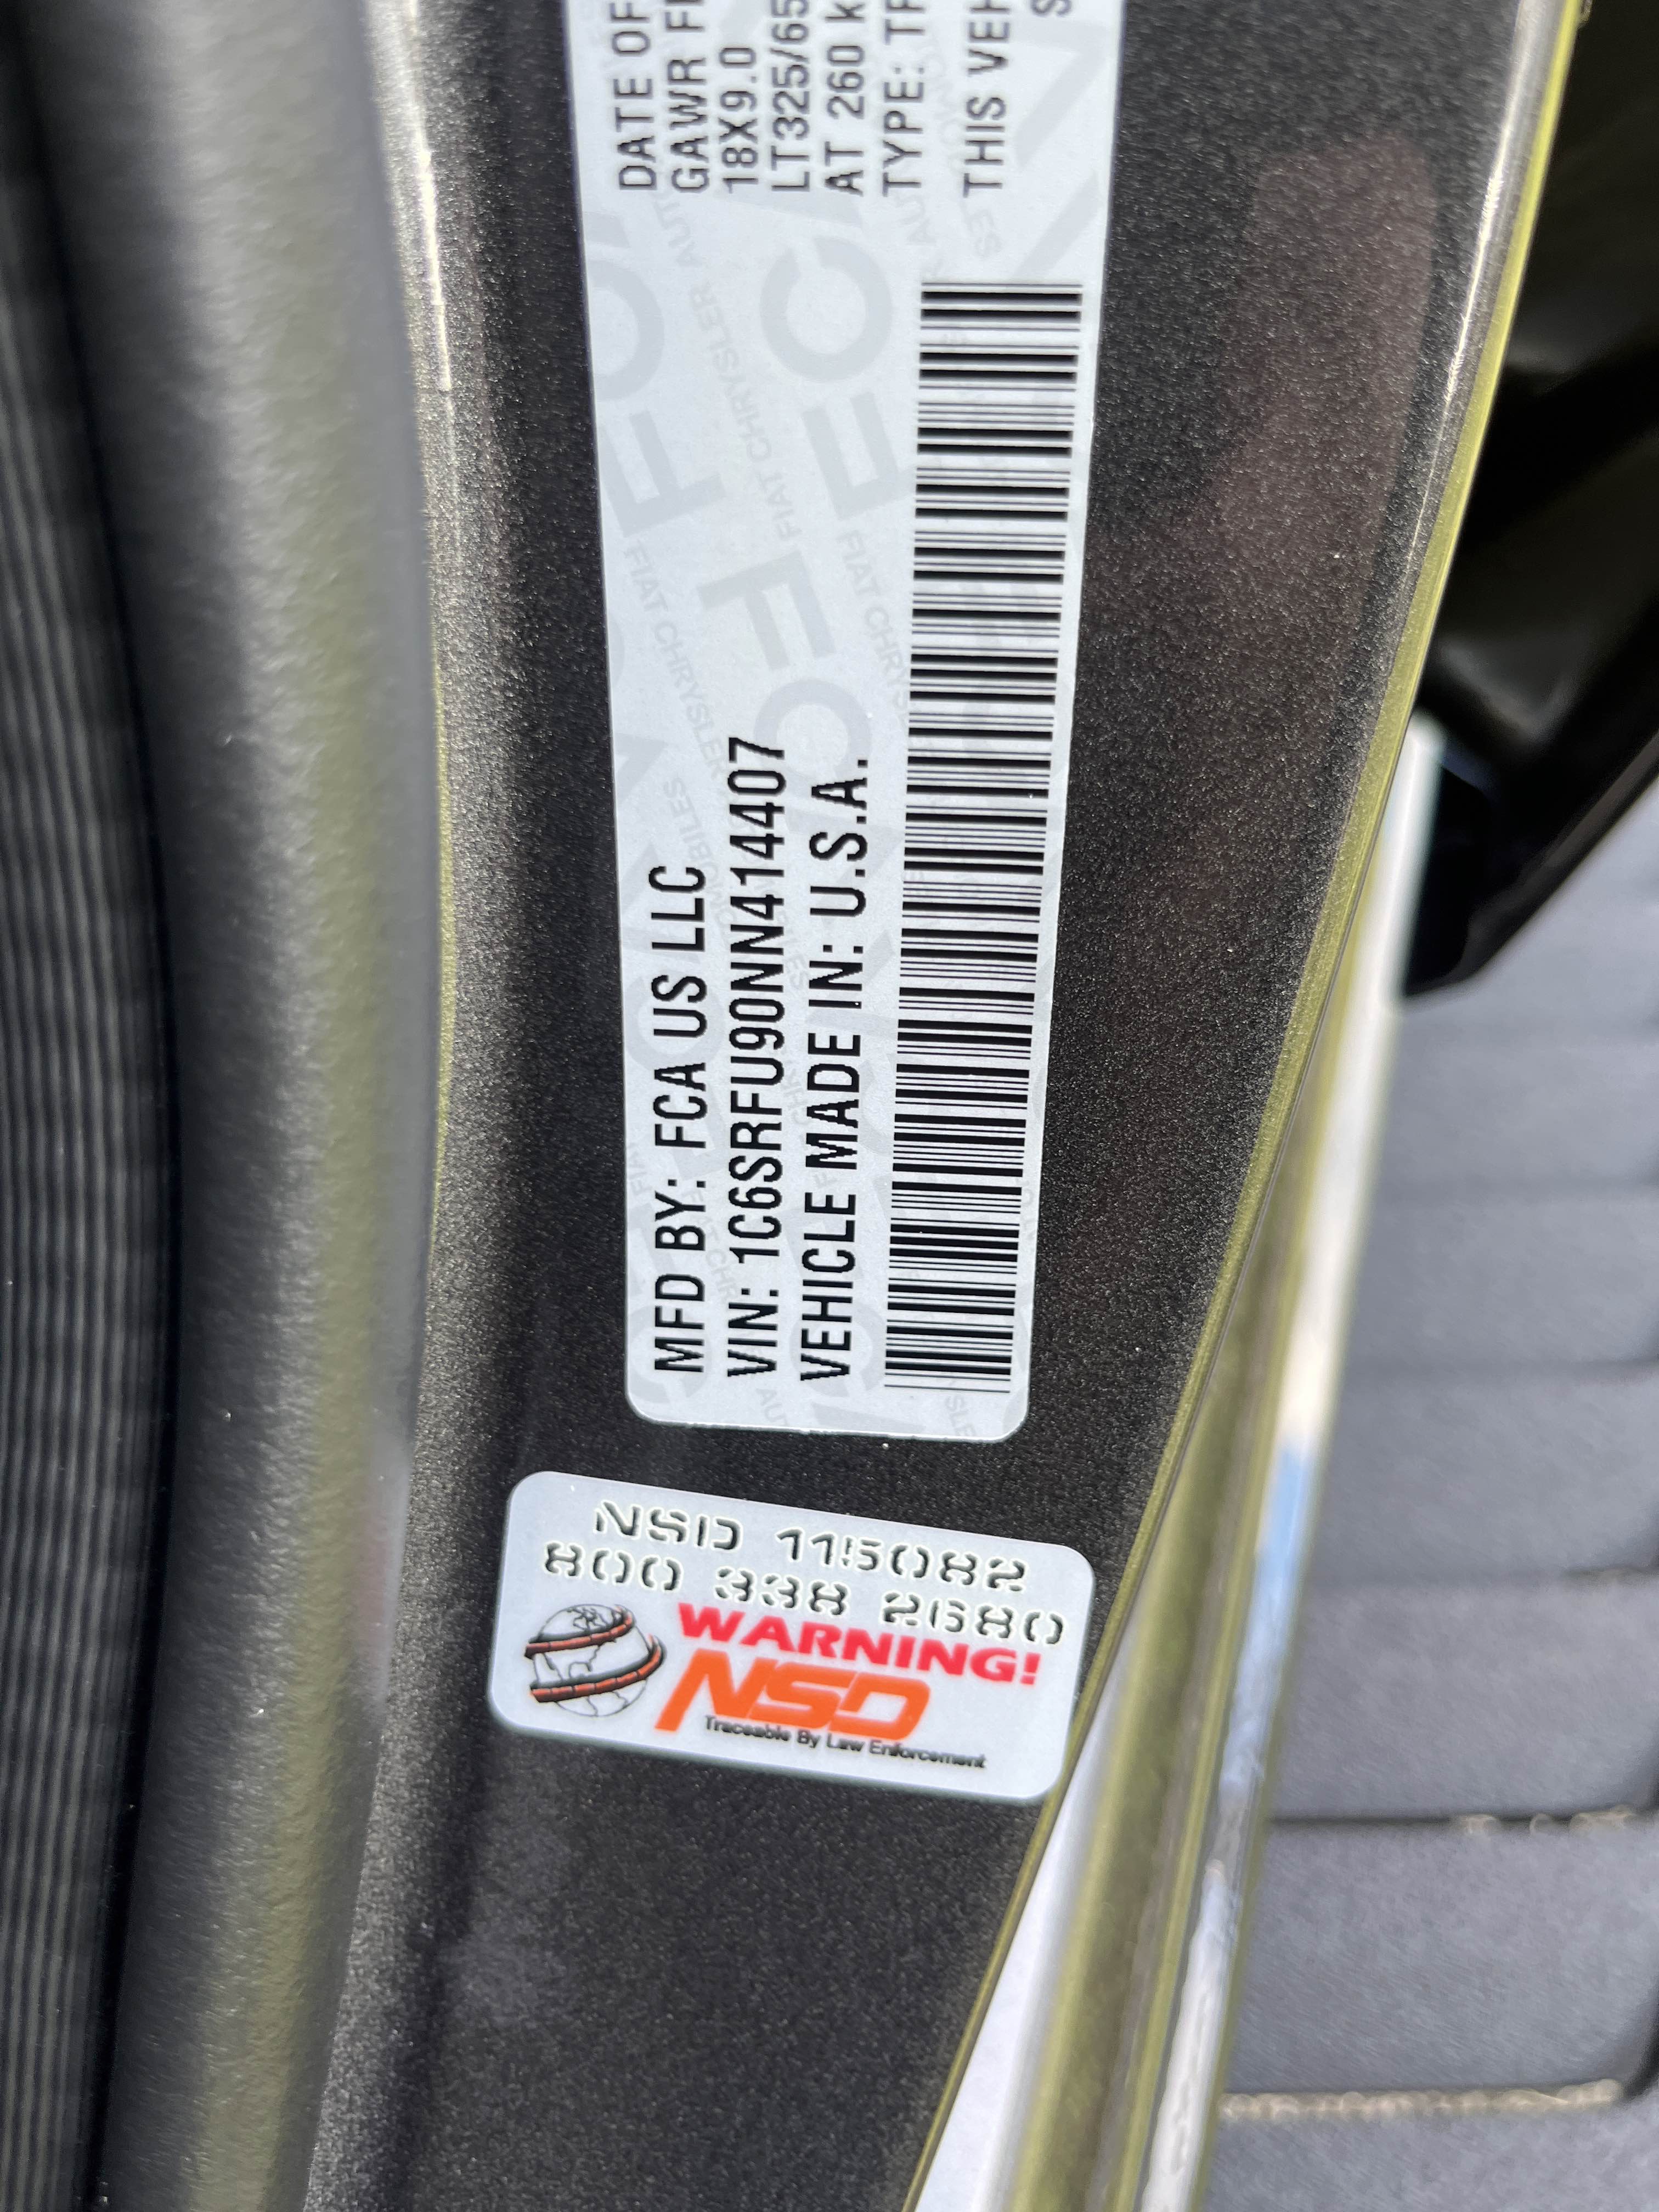 MFD BY: FCA US LLC
VIN: 1C6SRFU90NN414407
VEHICLE MADE IN: U.S.A.
DATE OF
GAWR F
18X9.0
LT325/65
AT 260 k
TYPE: T
THIS VEH
NSD 115082
800 338 2680
WARNING!
NSD
Traceable By Law Enforcement